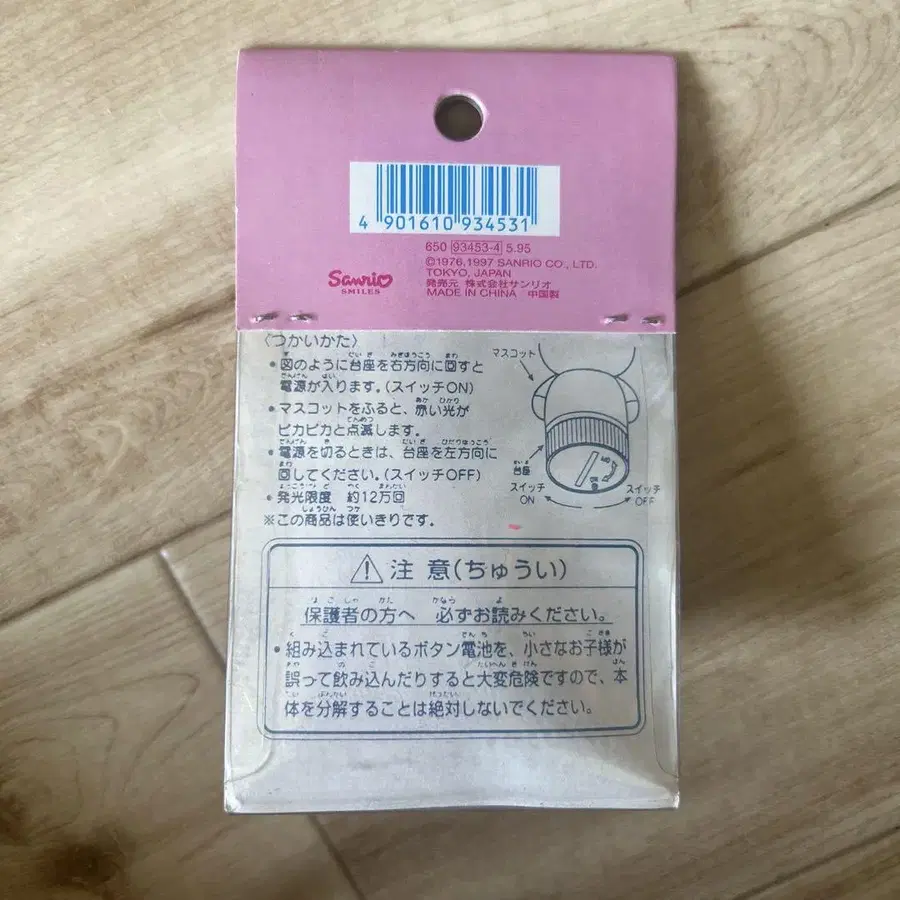 4 901610 934531
650 93453-4 5.95
©1976,1997 SANRIO CO., LTD.
TOKYO, JAPAN
発売元 株式会社サンリオ
MADE IN CHINA 中国製
Sanrio
SMILES
〈つかいかた〉
•図のように台座を右方向に回すと
電源が入ります。(スイッチON)
•マスコットをふると、赤い光が
ピカピカと点滅します。
•電源を切るときは、台座を左方向に
回してください。(スイッチOFF)
•発光限度 約12万回
※この商品は使いきりです。
マスコット
台座
スイッチ
ON
スイッチ
OFF
⚠注意(ちゅうい)
保護者の方へ 必ずお読みください。
•組み込まれているボタン電池を、小さなお子様が
誤って飲み込んだりすると大変危険ですので、本
体を分解することは絶対しないでください。